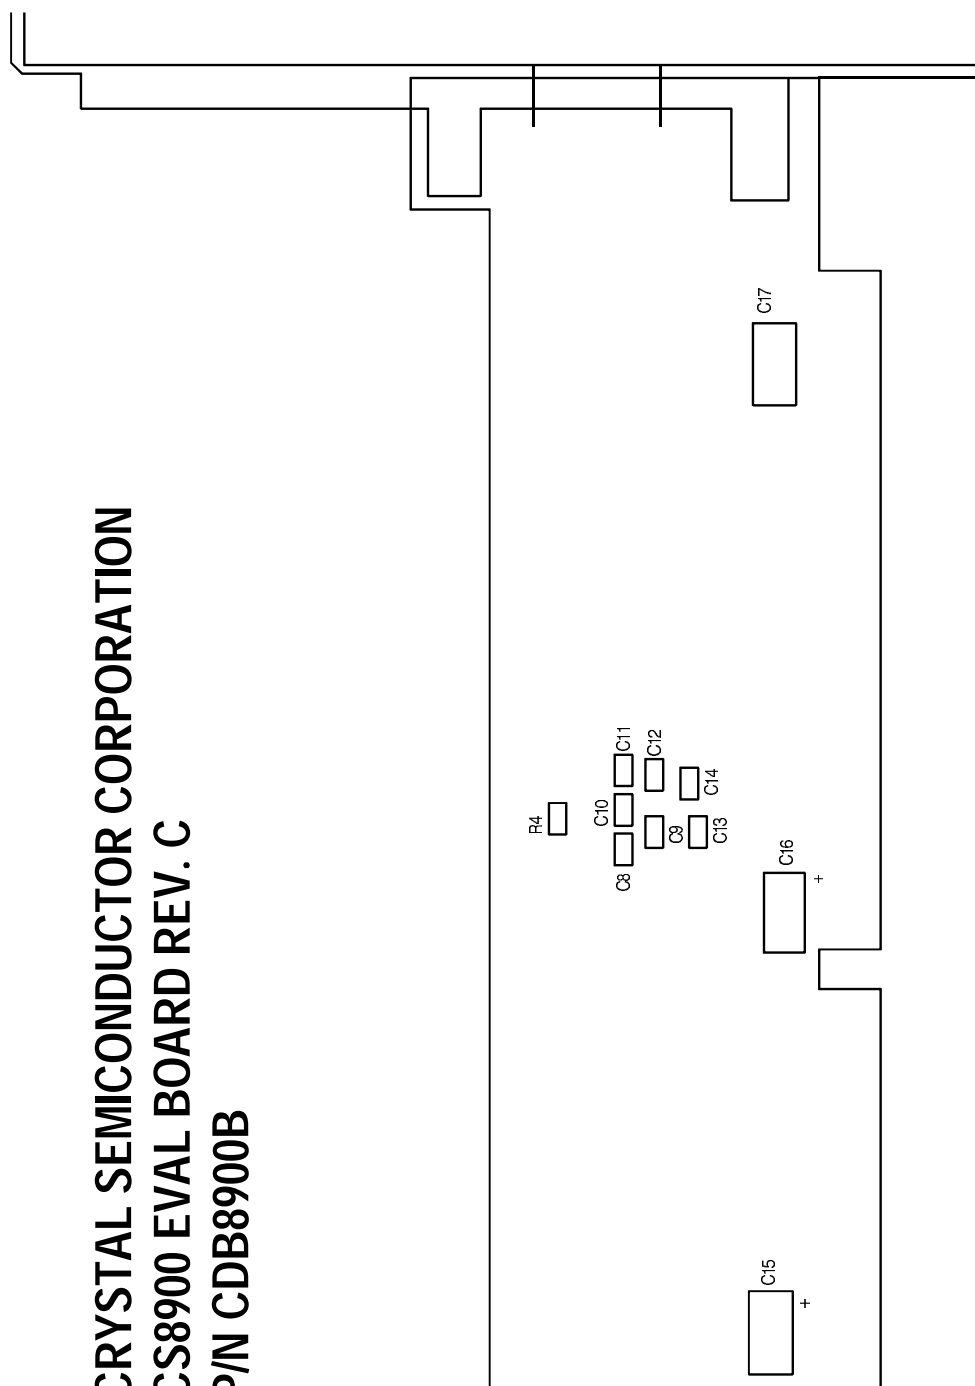 CRYSTAL SEMICONDUCTOR CORPORATION
CS8900 EVAL BOARD REV. C
P/N CDB8900B
C17
C11
C12
C14
C10
R4
C9
C13
C8
C16
+
C15
+